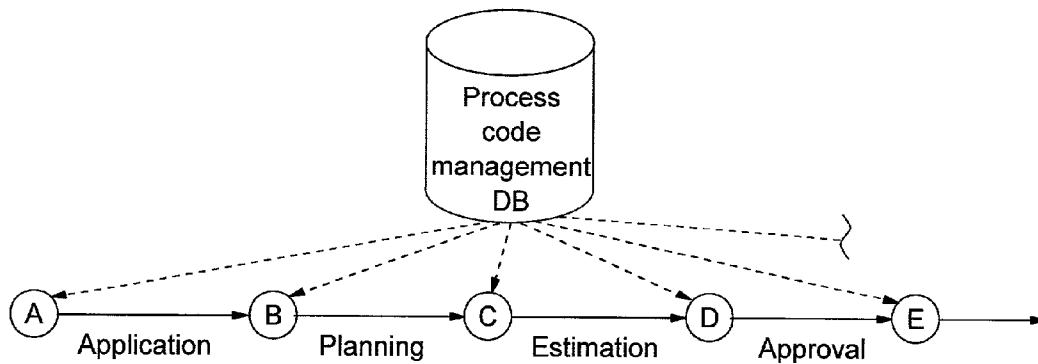 Process
code
management
DB
A
B
C
D
E
Application
Planning
Estimation
Approval